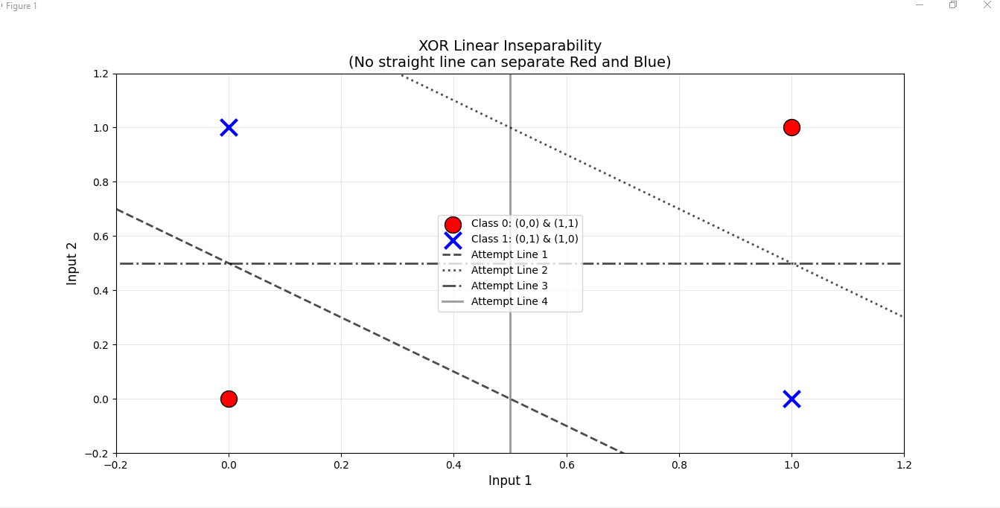 Figure 1
XOR Linear Inseparability
(No straight line can separate Red and Blue)
1.2
1.0
0.8
0.6
0.4
0.2
0.0
−0.2
Input 2
Class 0: (0,0) & (1,1)
Class 1: (0,1) & (1,0)
Attempt Line 1
Attempt Line 2
Attempt Line 3
Attempt Line 4
−0.2 0.0 0.2 0.4 0.6 0.8 1.0 1.2
Input 1